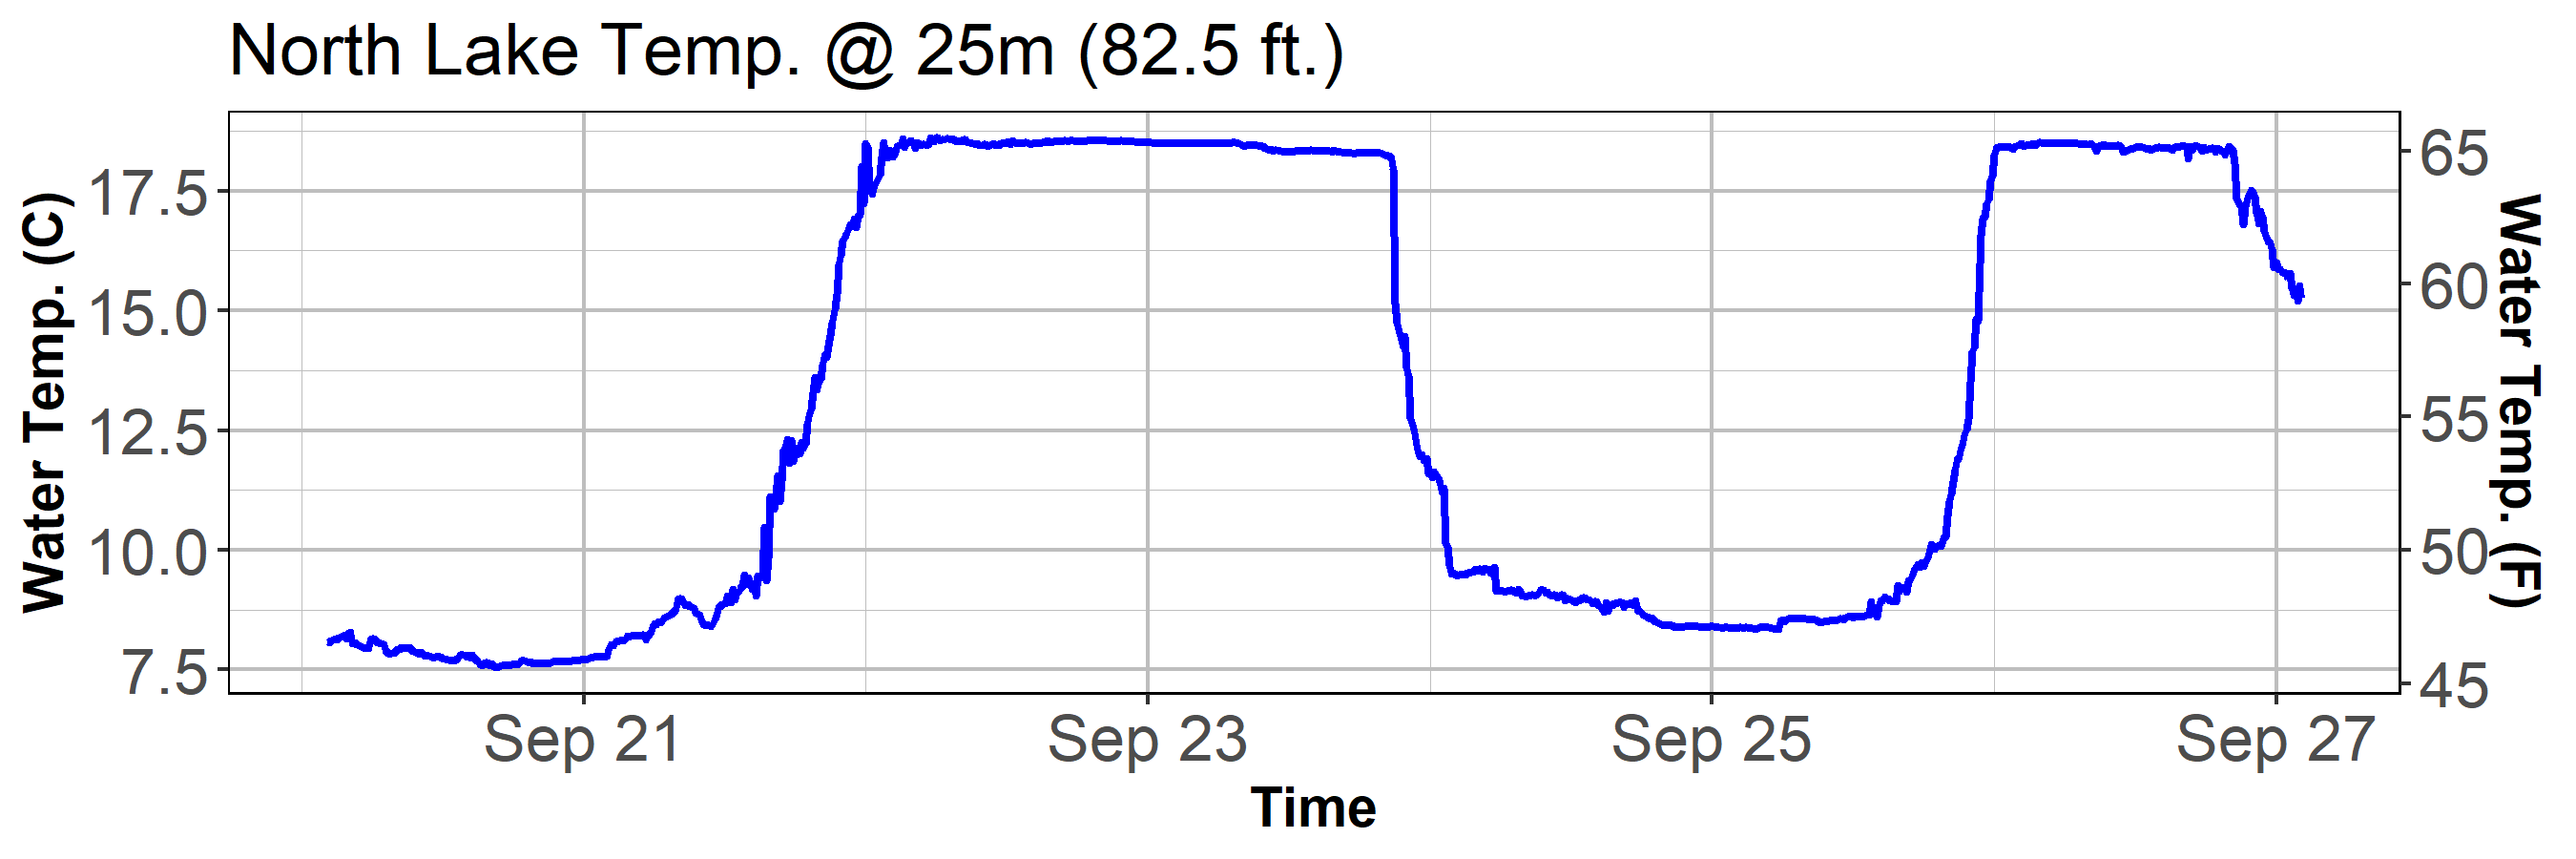 North Lake Temp. @ 25m (82.5 ft.)
Water Temp. (C)
17.5
15.0
12.5
10.0
7.5
65
60
55
50
45
Water Temp. (F)
Sep 21 Sep 23 Sep 25 Sep 27
Time